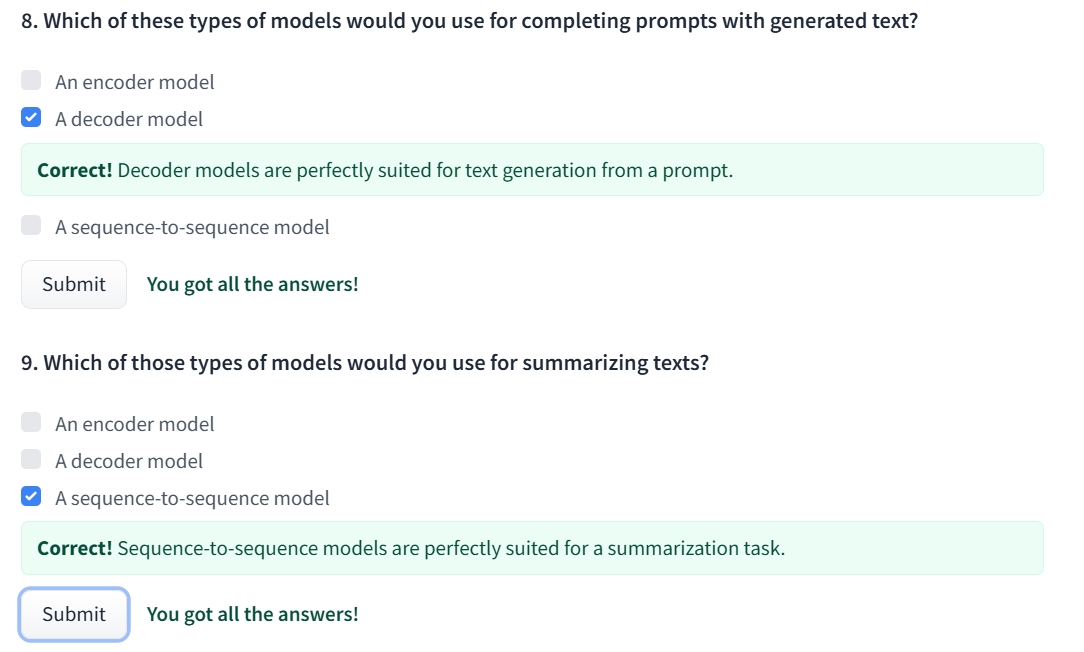 8. Which of these types of models would you use for completing prompts with generated text?
An encoder model
A decoder model
Correct! Decoder models are perfectly suited for text generation from a prompt.
A sequence-to-sequence model
Submit You got all the answers!
9. Which of those types of models would you use for summarizing texts?
An encoder model
A decoder model
A sequence-to-sequence model
Correct! Sequence-to-sequence models are perfectly suited for a summarization task.
Submit You got all the answers!